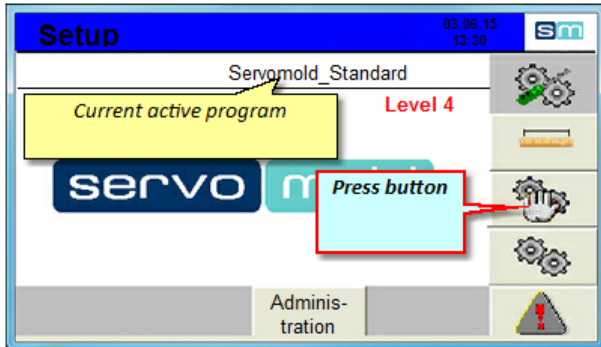 Setup
03.06.15
13:30
sm
Servomold_Standard
Current active program
Level 4
servo m
Press button
Adminis-
tration